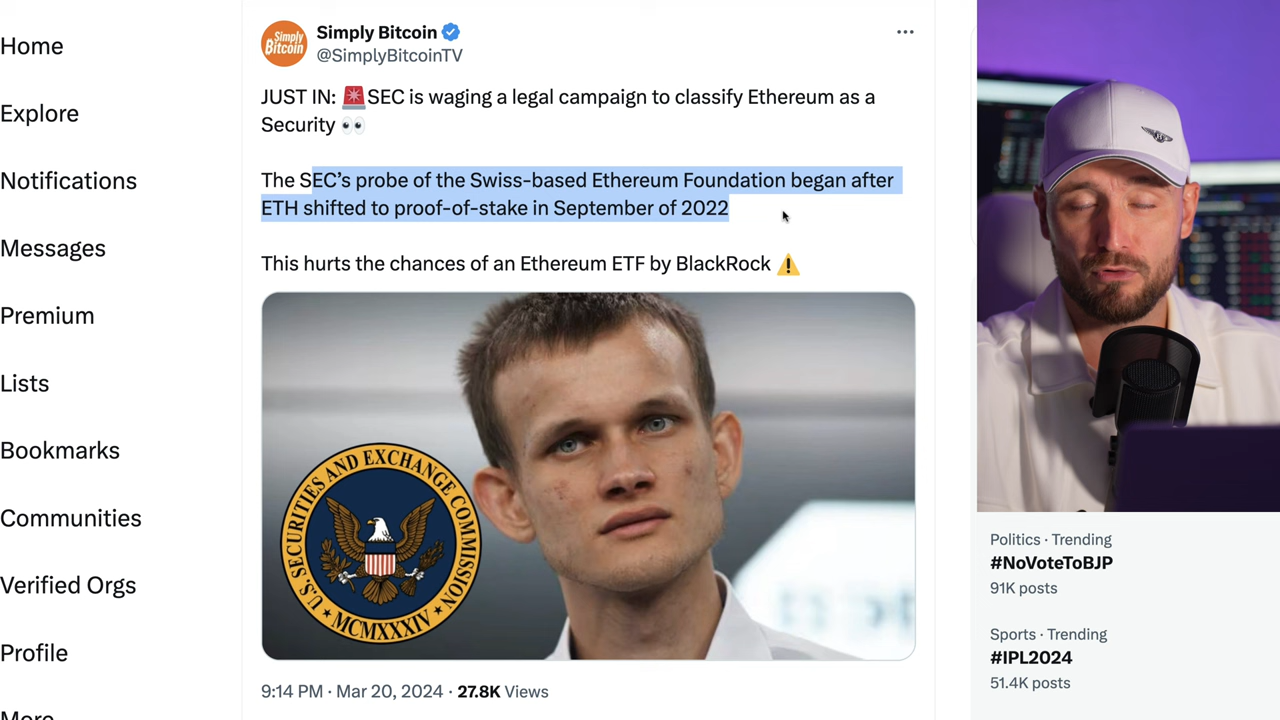 Home
Explore
Notifications
Messages
Premium
Lists
Bookmarks
Communities
Verified Orgs
Profile
More
Simply Bitcoin
Simply Bitcoin
@SimplyBitcoinTV
JUST IN: 🚨SEC is waging a legal campaign to classify Ethereum as a
Security 👀
The SEC’s probe of the Swiss-based Ethereum Foundation began after
ETH shifted to proof-of-stake in September of 2022
This hurts the chances of an Ethereum ETF by BlackRock ⚠️
U.S. SECURITIES AND EXCHANGE COMMISSION
MCMXXXIV
9:14 PM · Mar 20, 2024 · 27.8K Views
Politics · Trending
#NoVoteToBJP
91K posts
Sports · Trending
#IPL2024
51.4K posts